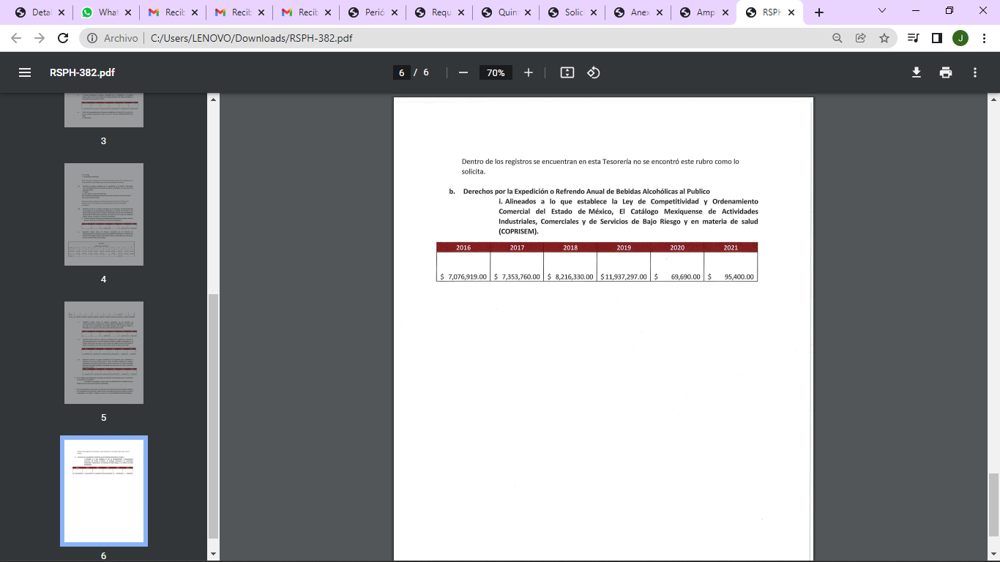 Detal
What
Recib
Recib
Recib
Perió
Requ
Quin
Solic
Anex
Amp
RSPH
Archivo
C:/Users/LENOVO/Downloads/RSPH-382.pdf
J
RSPH-382.pdf
6 / 6
70%
3
4
5
6
Dentro de los registros se encuentran en esta Tesorería no se encontró este rubro como lo
solicita.
b. Derechos por la Expedición o Refrendo Anual de Bebidas Alcohólicas al Publico
i. Alineados a lo que establece la Ley de Competitividad y Ordenamiento
Comercial del Estado de México, El Catálogo Mexiquense de Actividades
Industriales, Comerciales y de Servicios de Bajo Riesgo y en materia de salud
(COPRISEM).
2016 2017 2018 2019 2020 2021
$ 7,076,919.00 $ 7,353,760.00 $ 8,216,330.00 $ 11,937,297.00 $ 69,690.00 $ 95,400.00